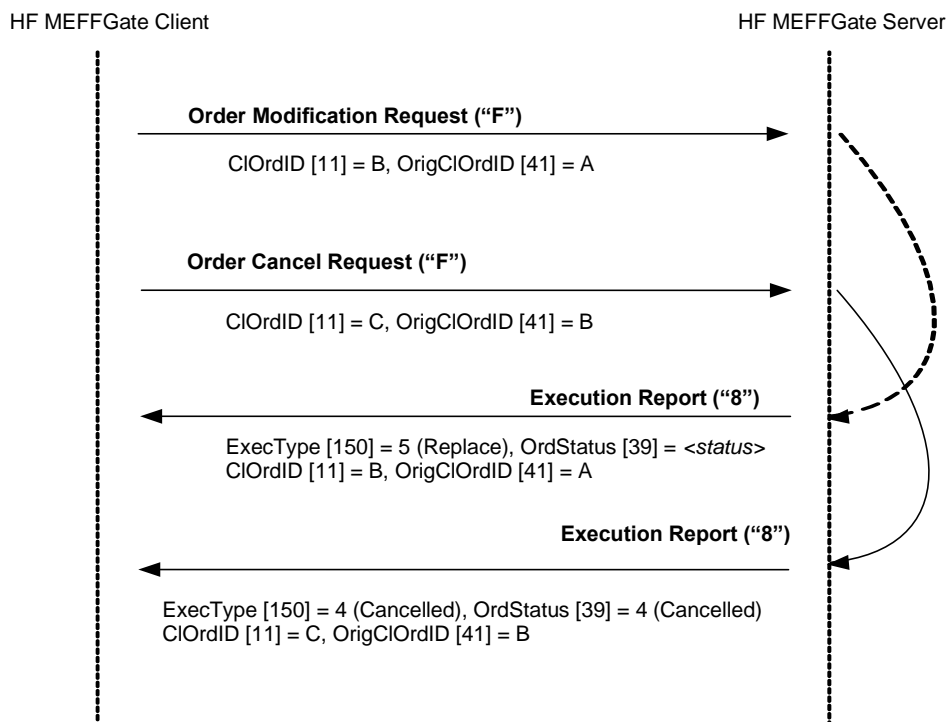 HF MEFFGate Client
HF MEFFGate Server
Order Modification Request (“F”)
ClOrdID [11] = B, OrigClOrdID [41] = A
Order Cancel Request (“F”)
ClOrdID [11] = C, OrigClOrdID [41] = B
Execution Report (“8”)
ExecType [150] = 5 (Replace), OrdStatus [39] = <status>
ClOrdID [11] = B, OrigClOrdID [41] = A
Execution Report (“8”)
ExecType [150] = 4 (Cancelled), OrdStatus [39] = 4 (Cancelled)
ClOrdID [11] = C, OrigClOrdID [41] = B